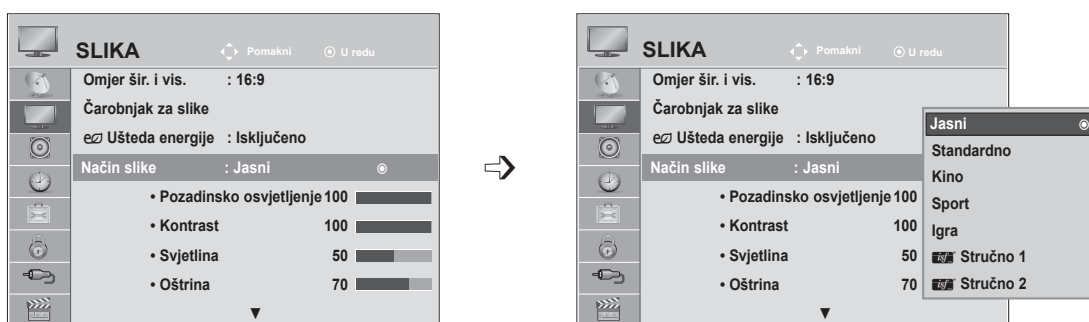 SLIKA Pomakni U redu
Omjer šir. i vis. : 16:9
Čarobnjak za slike
Ušteda energije : Isključeno
Način slike : Jasni
• Pozadinsko osvjetljenje 100
• Kontrast 100
• Svjetlina 50
• Oštrina 70
SLIKA Pomakni U redu
Omjer šir. i vis. : 16:9
Čarobnjak za slike
Ušteda energije : Isključeno
Način slike : Jasni
• Pozadinsko osvjetljenje 100
• Kontrast 100
• Svjetlina 50
• Oštrina 70
Jasni
Standardno
Kino
Sport
Igra
isf Stručno 1
isf Stručno 2